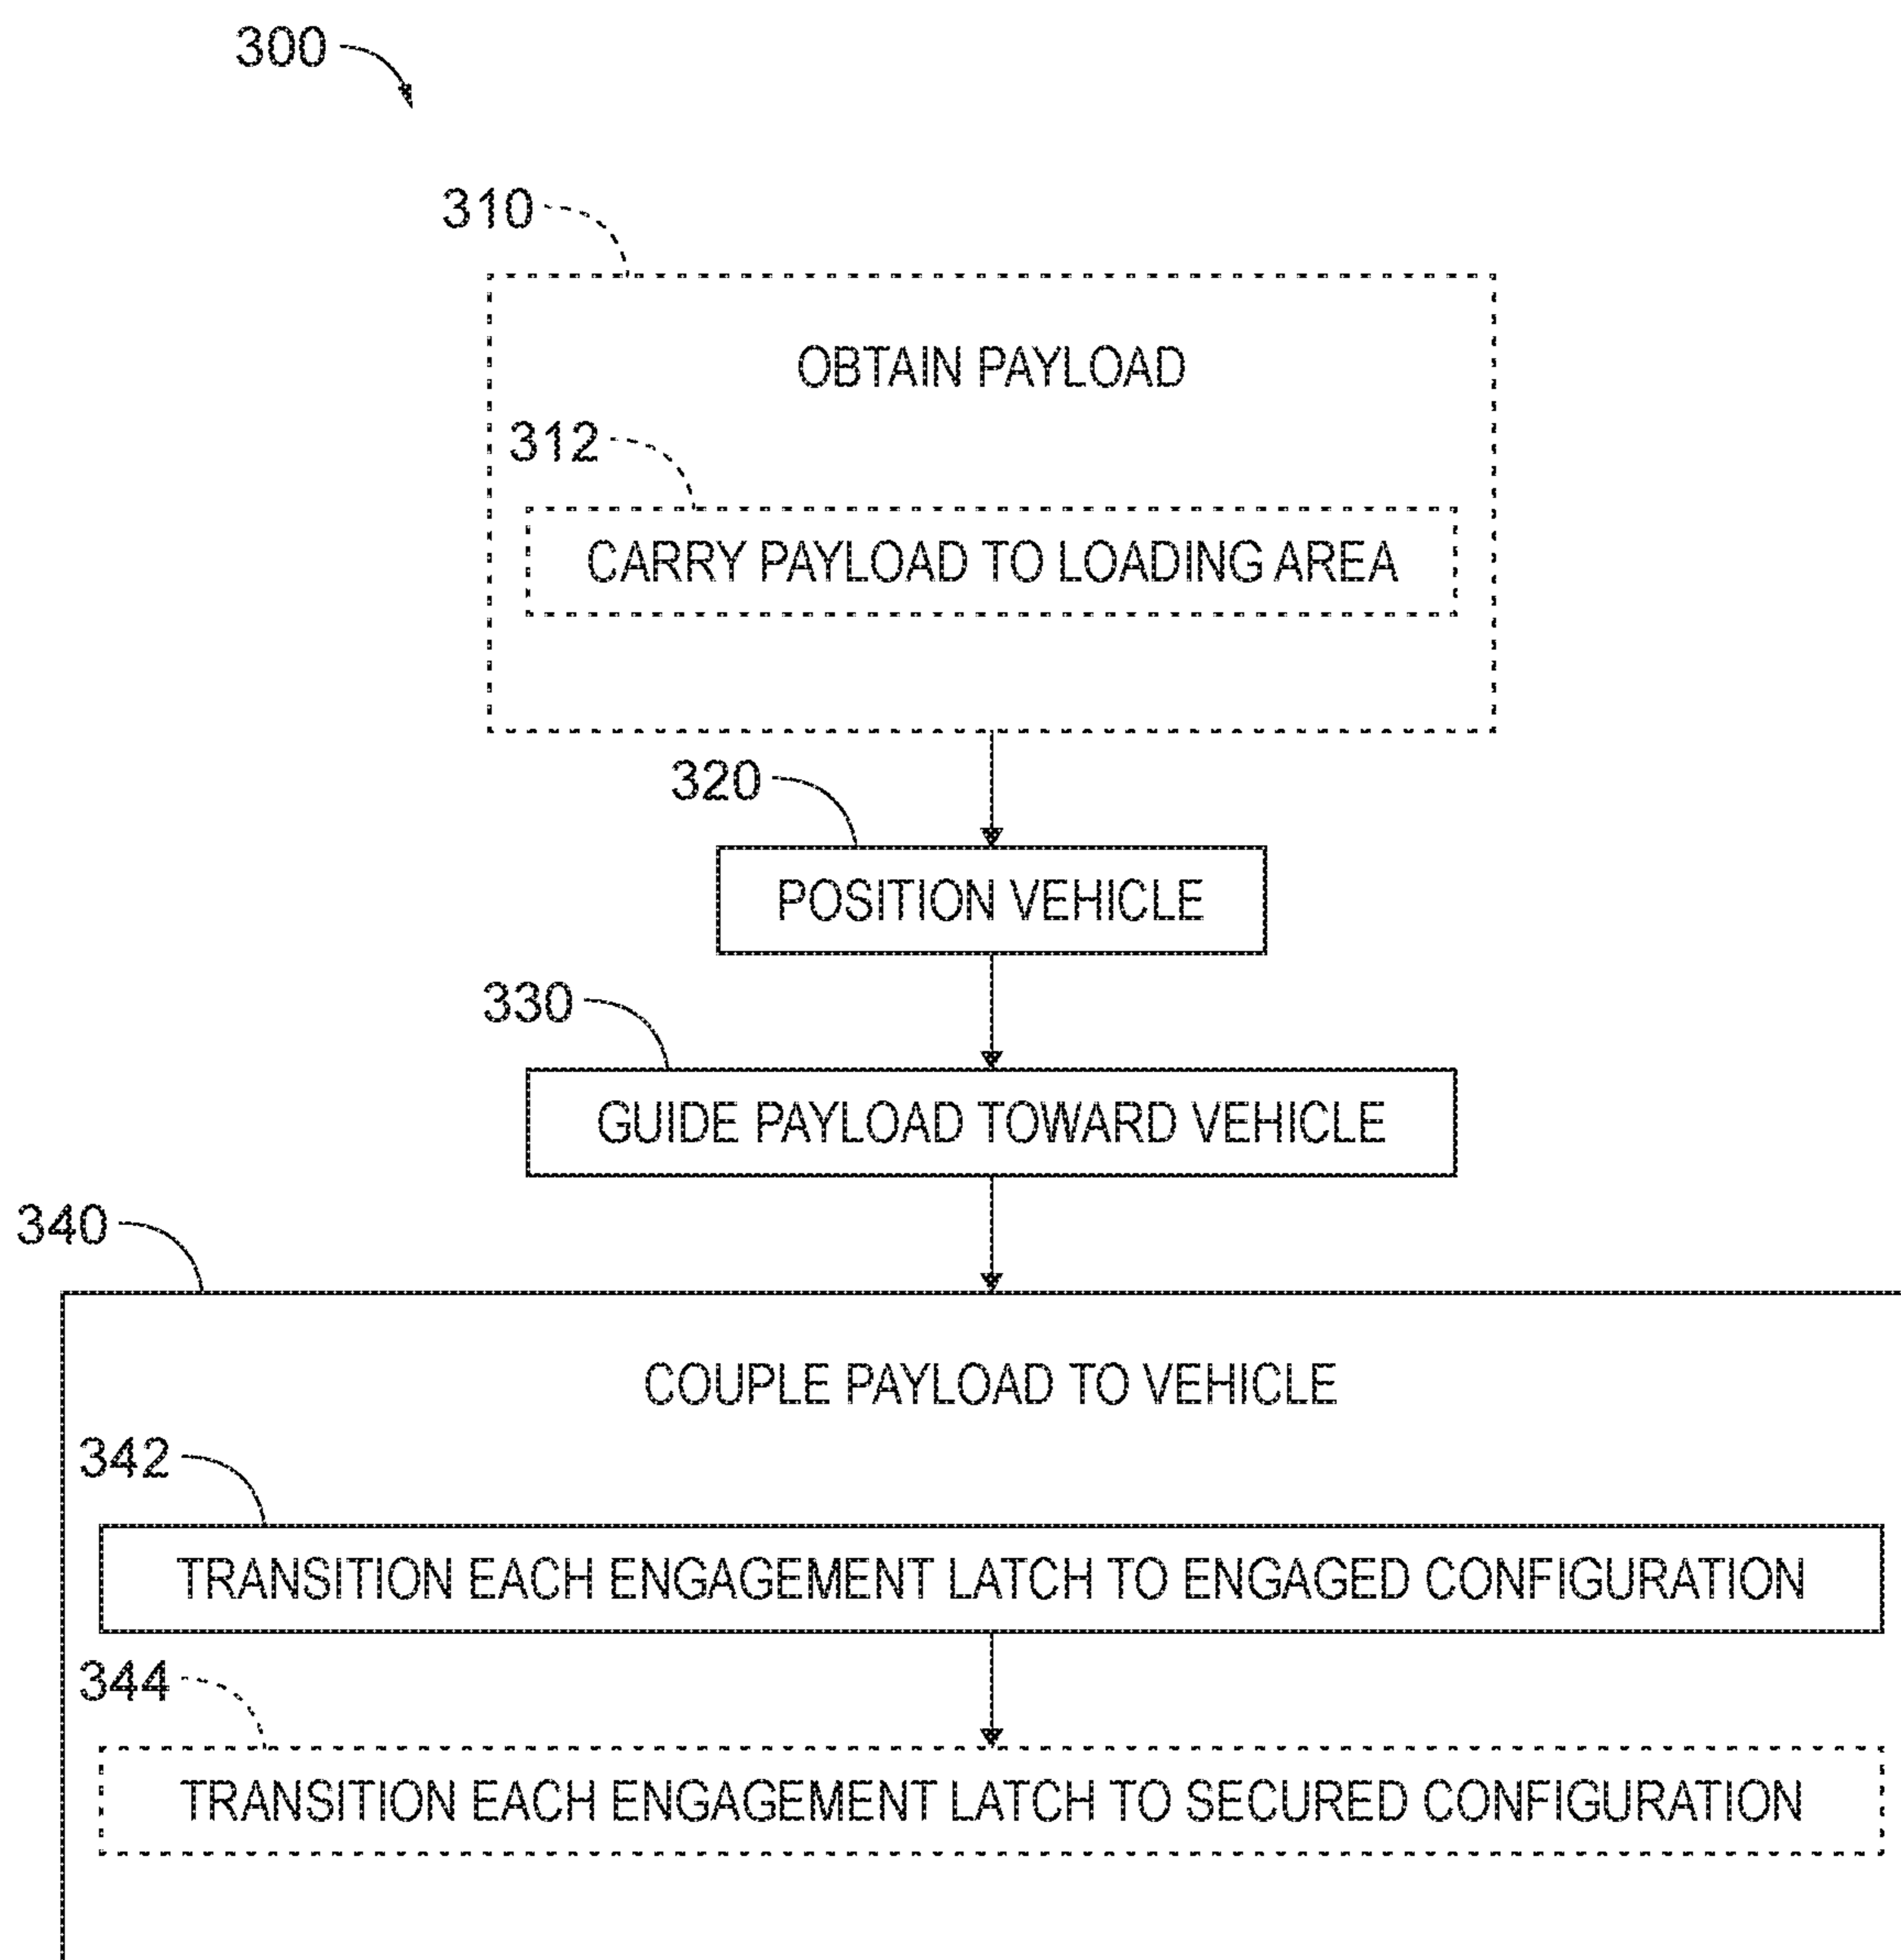 300
310
OBTAIN PAYLOAD
312
CARRY PAYLOAD TO LOADING AREA
320
POSITION VEHICLE
330
GUIDE PAYLOAD TOWARD VEHICLE
340
COUPLE PAYLOAD TO VEHICLE
342
TRANSITION EACH ENGAGEMENT LATCH TO ENGAGED CONFIGURATION
344
TRANSITION EACH ENGAGEMENT LATCH TO SECURED CONFIGURATION